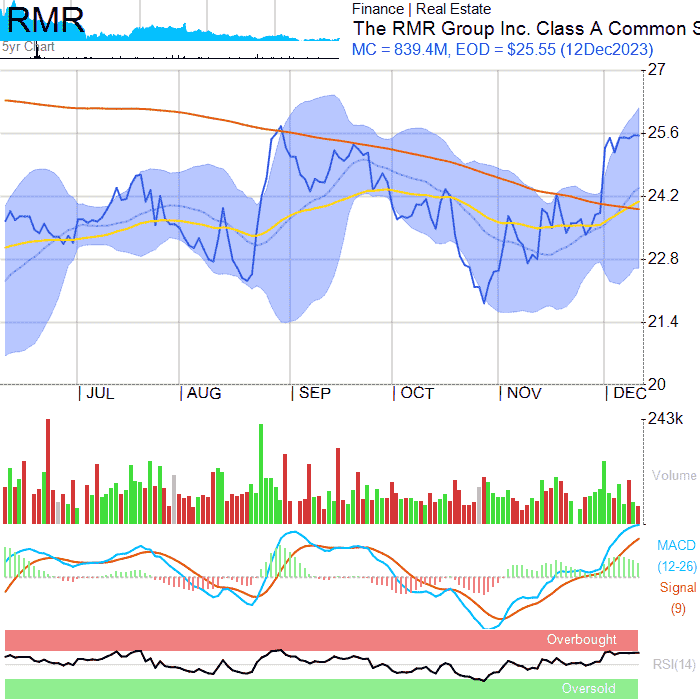 RMR
5yr Chart
Finance | Real Estate
The RMR Group Inc. Class A Common S
MC = 839.4M, EOD = $25.55 (12Dec2023)
27
25.6
24.2
22.8
21.4
20
| JUL | AUG | SEP | OCT | NOV | DEC
243k
Volume
MACD
(12-26)
Signal
(9)
Overbought
RSI(14)
Oversold